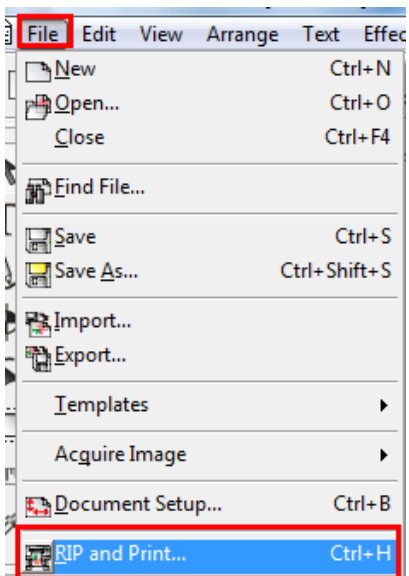 File Edit View Arrange Text Effec
New Ctrl+N
Open... Ctrl+O
Close Ctrl+F4
Find File...
Save Ctrl+S
Save As... Ctrl+Shift+S
Import...
Export...
Templates
Acquire Image
Document Setup... Ctrl+B
RIP and Print... Ctrl+H